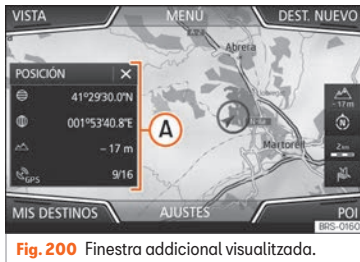 VISTA MENÚ DEST. NUEVO
Abrera
POSICIÓN
41º29'30.0"N
001º53'40.8"E
A
- 17 m
GPS 9/16
- 17 m
Martorell
2 km
MIS DESTINOS AJUSTES POI
BRS-0160
Fig. 200 Finestra addicional visualitzada.